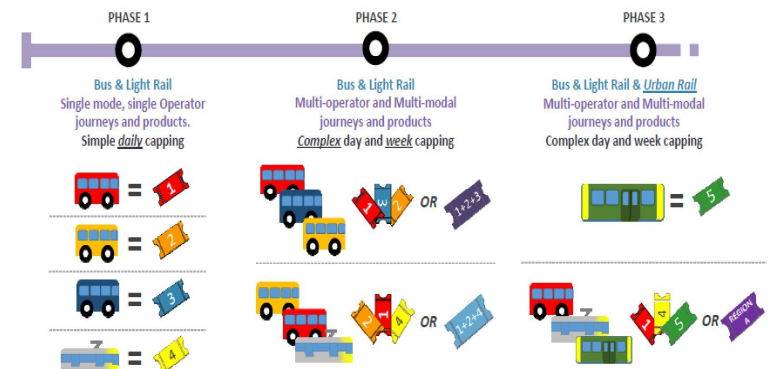 PHASE 1
PHASE 2
PHASE 3
Bus & Light Rail
Single mode, single Operator
journeys and products.
Simple daily capping
Bus & Light Rail
Multi-operator and Multi-modal
journeys and products
Complex day and week capping
Bus & Light Rail & Urban Rail
Multi-operator and Multi-modal
journeys and products
Complex day and week capping
= 1
= 2
= 3
= 4
1 3 2 OR 1+2+3
2 1 4 OR 1+2+4
= 5
1 4 5 OR REGION
A